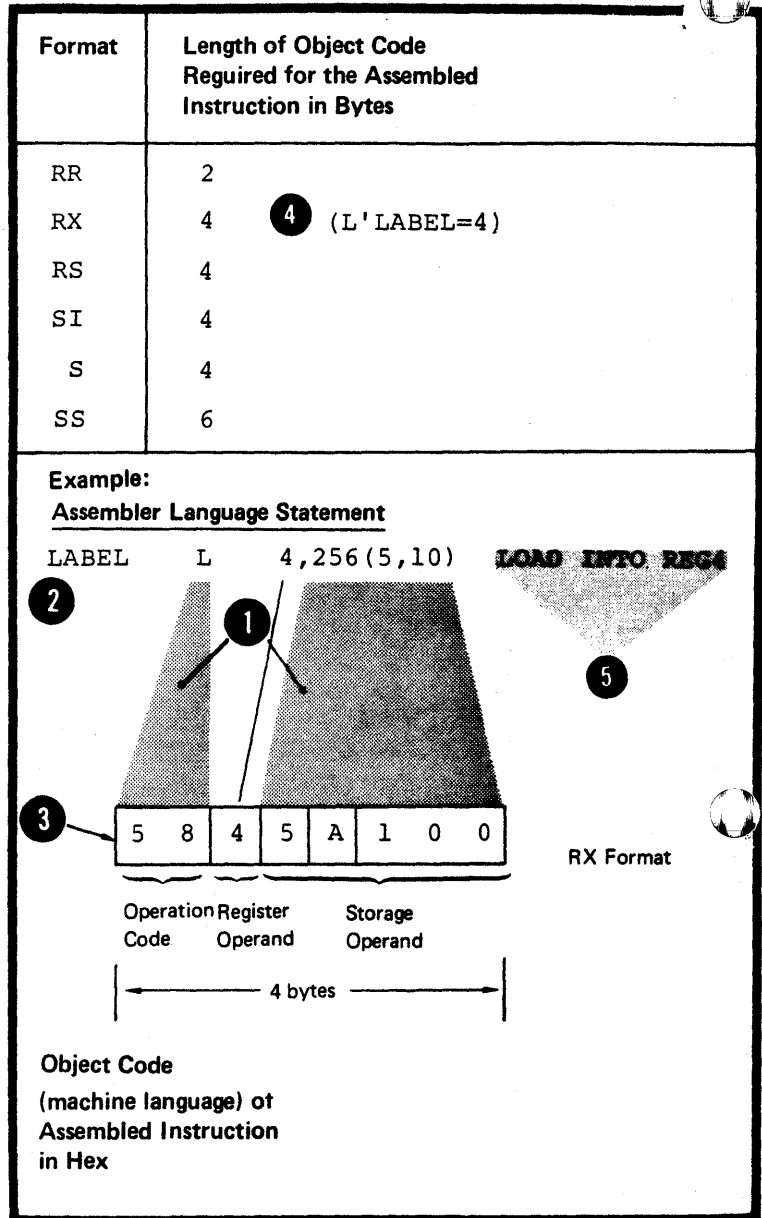 Format Length of Object Code
Reguired for the Assembled
Instruction in Bytes
RR 2
RX 4 4 (L'LABEL=4)
RS 4
SI 4
S 4
SS 6
Example:
Assembler Language Statement
LABEL L 4,256(5,10) LOAD INTO REG4
2
1
5
3
5 8 4 5 A 1 0 0
RX Format
Operation Register Storage
Code Operand Operand
4 bytes
Object Code
(machine language) of
Assembled Instruction
in Hex